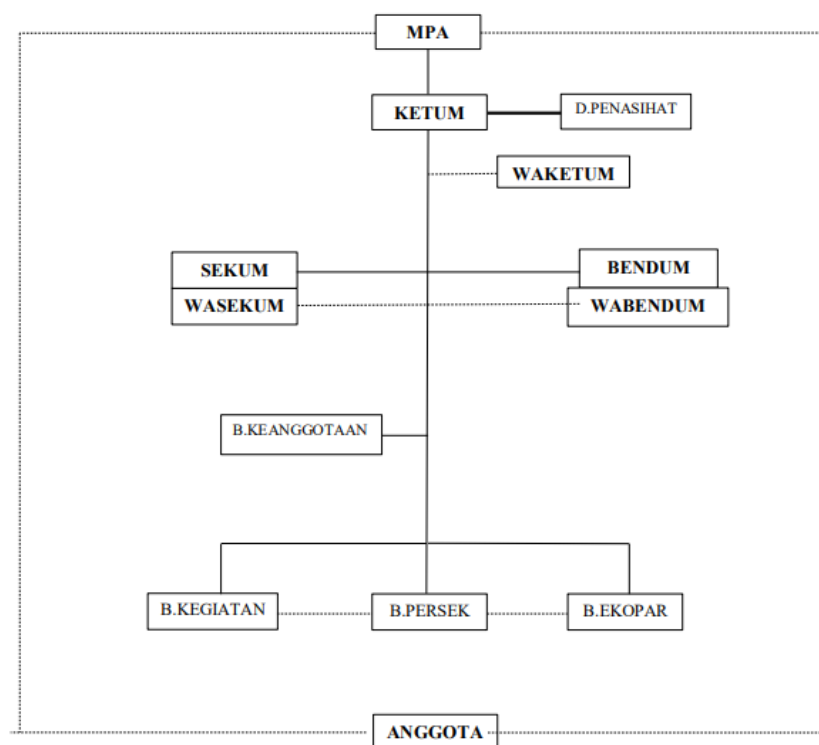 MPA
KETUM
D.PENASIHAT
WAKETUM
SEKUM
BENDUM
WASEKUM
WABENDUM
B.KEANGGOTAAN
B.KEGIATAN
B.PERSEK
B.EKOPAR
ANGGOTA